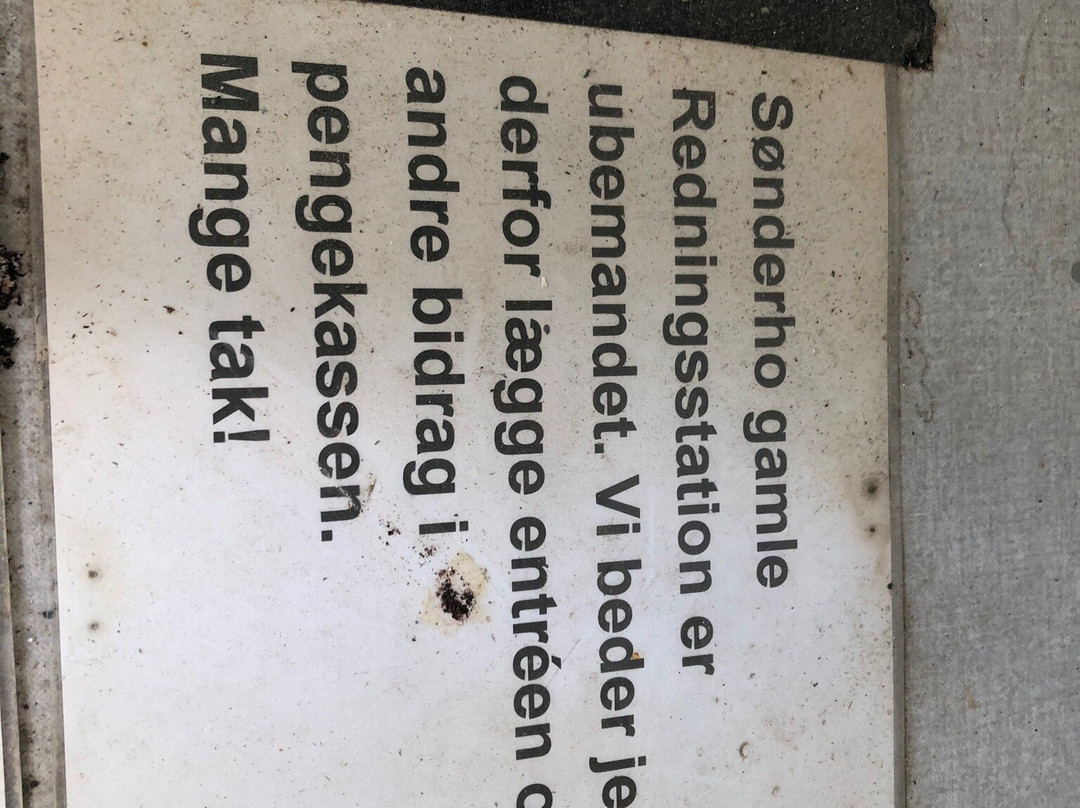 Sønderho gamle
Redningsstation er
ubemandet. Vi beder je
derfor lægge entréen
andre bidrag i
pengekassen.
Mange tak!